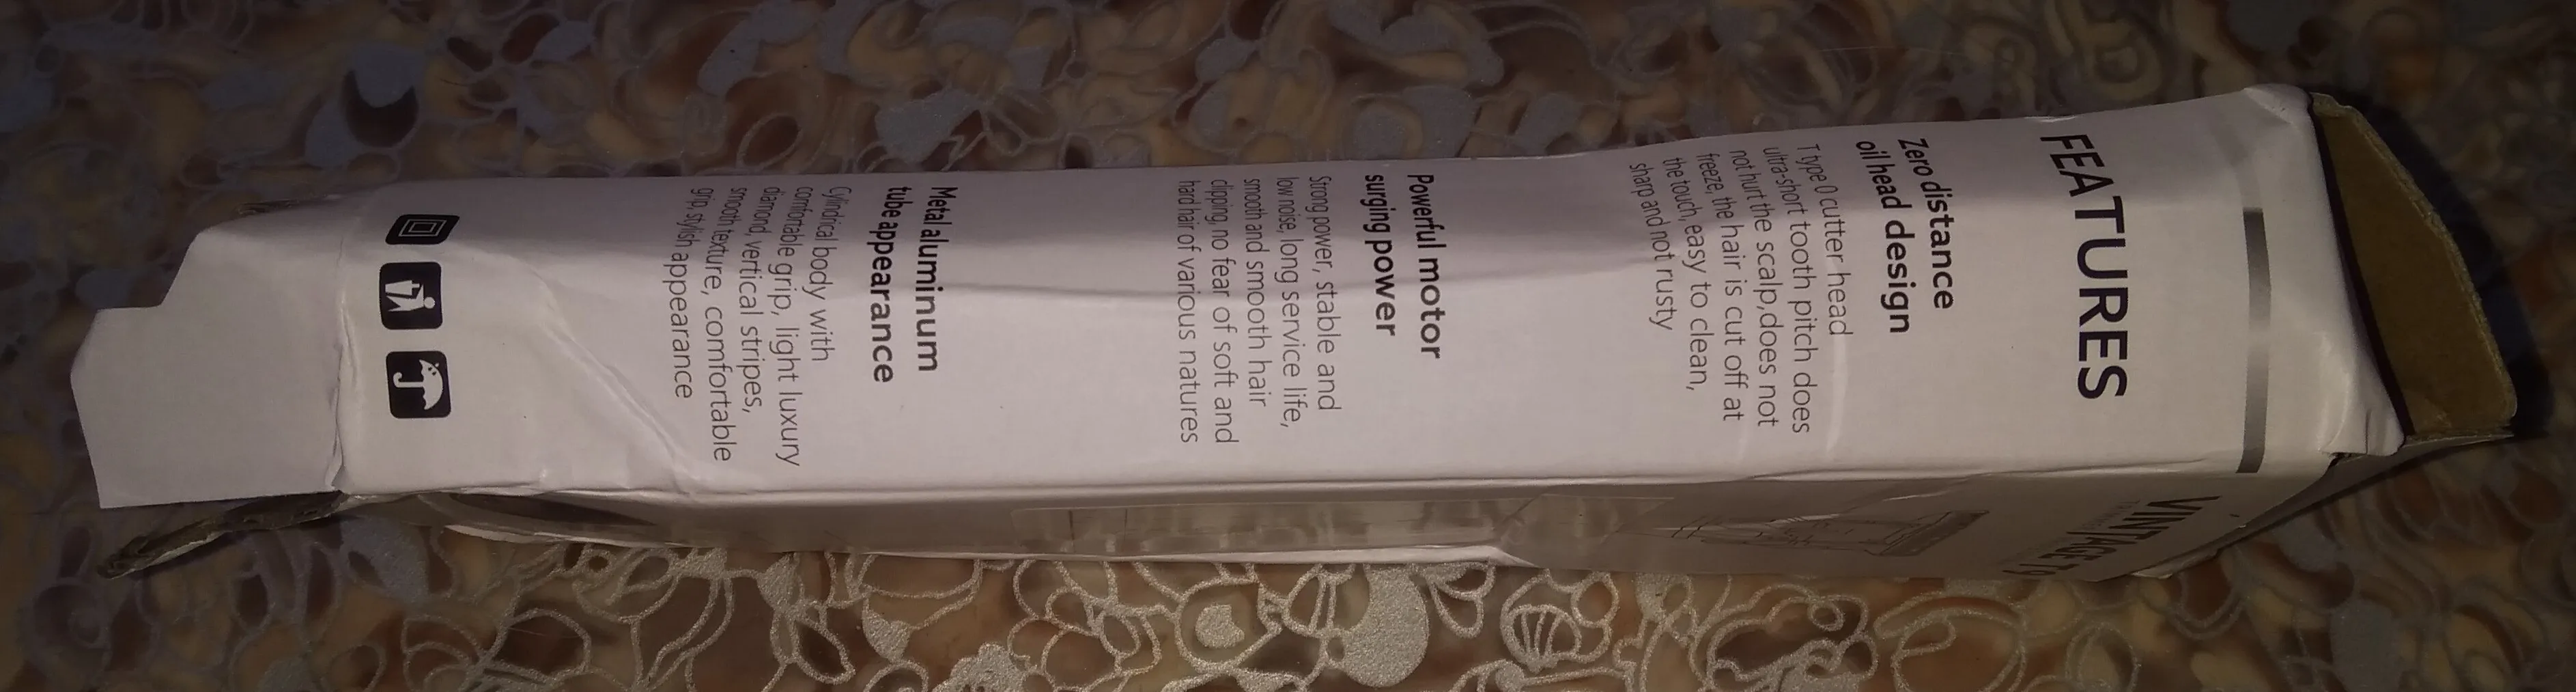 FEATURES
Zero distance
oil head design
T type 0 cutter head
ultra-short tooth pitch does
not hurt the scalp,does not
freeze, the hair is cut off at
the touch, easy to clean,
sharp and not rusty
Powerful motor
surging power
Strong power, stable and
low noise, long service life,
smooth and smooth hair
clipping, no fear of soft and
hard hair of various natures
Metal aluminum
tube appearance
Cylindrical body with
comfortable grip, light luxury
diamond, vertical stripes,
smooth texture, comfortable
grip, stylish appearance
VINTAGE T9